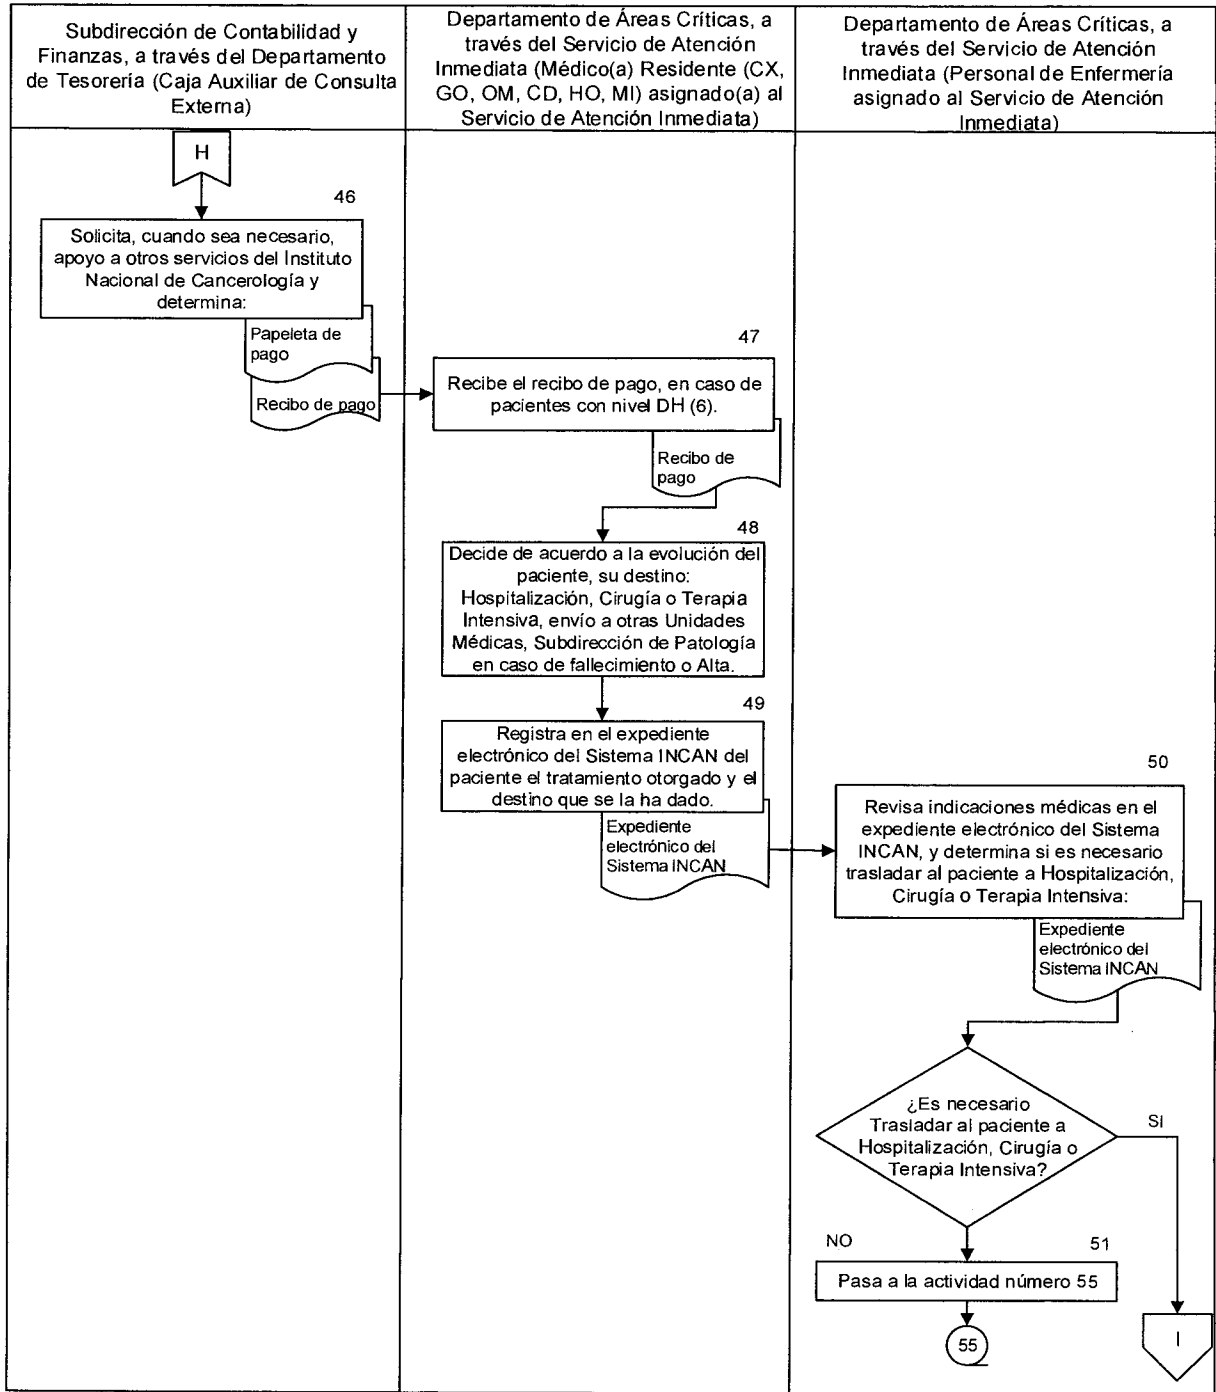 Subdirección de Contabilidad y
Finanzas, a través del Departamento
de Tesorería (Caja Auxiliar de Consulta
Externa)
Departamento de Áreas Críticas, a
través del Servicio de Atención
Inmediata (Médico(a) Residente (CX,
GO, OM, CD, HO, MI) asignado(a) al
Servicio de Atención Inmediata)
Departamento de Áreas Críticas, a
través del Servicio de Atención
Inmediata (Personal de Enfermería
asignado al Servicio de Atención
Inmediata)
H
46
Solicita, cuando sea necesario,
apoyo a otros servicios del Instituto
Nacional de Cancerología y
determina:
Papeleta de
pago
Recibo de pago
47
Recibe el recibo de pago, en caso de
pacientes con nivel DH (6).
Recibo de
pago
48
Decide de acuerdo a la evolución del
paciente, su destino:
Hospitalización, Cirugía o Terapia
Intensiva, envío a otras Unidades
Médicas, Subdirección de Patología
en caso de fallecimiento o Alta.
49
Registra en el expediente
electrónico del Sistema INCAN del
paciente el tratamiento otorgado y el
destino que se la ha dado.
Expediente
electrónico del
Sistema INCAN
50
Revisa indicaciones médicas en el
expediente electrónico del Sistema
INCAN, y determina si es necesario
trasladar al paciente a Hospitalización,
Cirugía o Terapia Intensiva:
Expediente
electrónico del
Sistema INCAN
¿Es necesario
Trasladar al paciente a
Hospitalización, Cirugía o
Terapia Intensiva?
SI
NO
51
Pasa a la actividad número 55
55
I